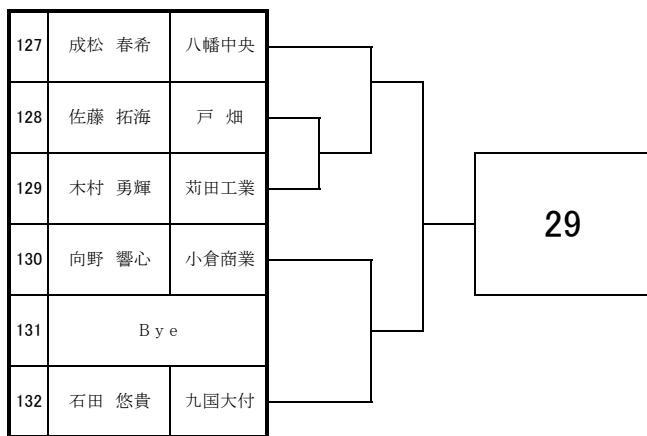 127 成松 春希 八幡中央
128 佐藤 拓海 戸 畑
129 木村 勇輝 苅田工業
130 向野 響心 小倉商業
131 Bye
132 石田 悠貴 九国大付
29